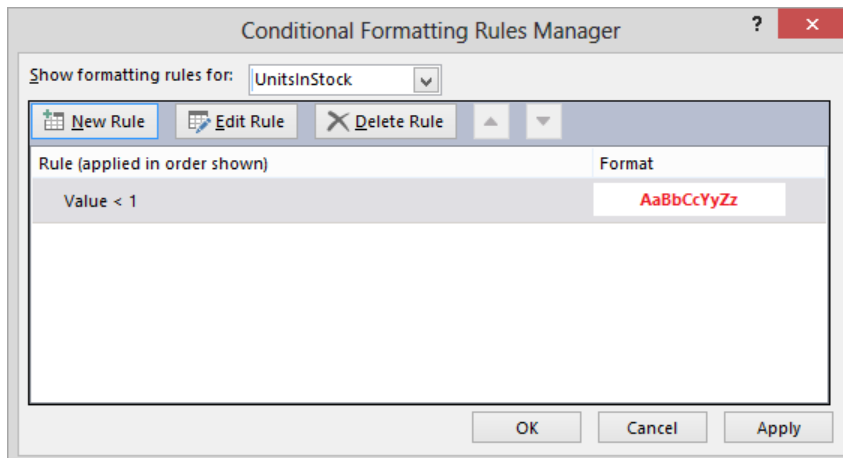 Conditional Formatting Rules Manager ? ×
Show formatting rules for: UnitsInStock
New Rule Edit Rule Delete Rule
Rule (applied in order shown) Format
Value < 1 AaBbCcYyZz
OK Cancel Apply